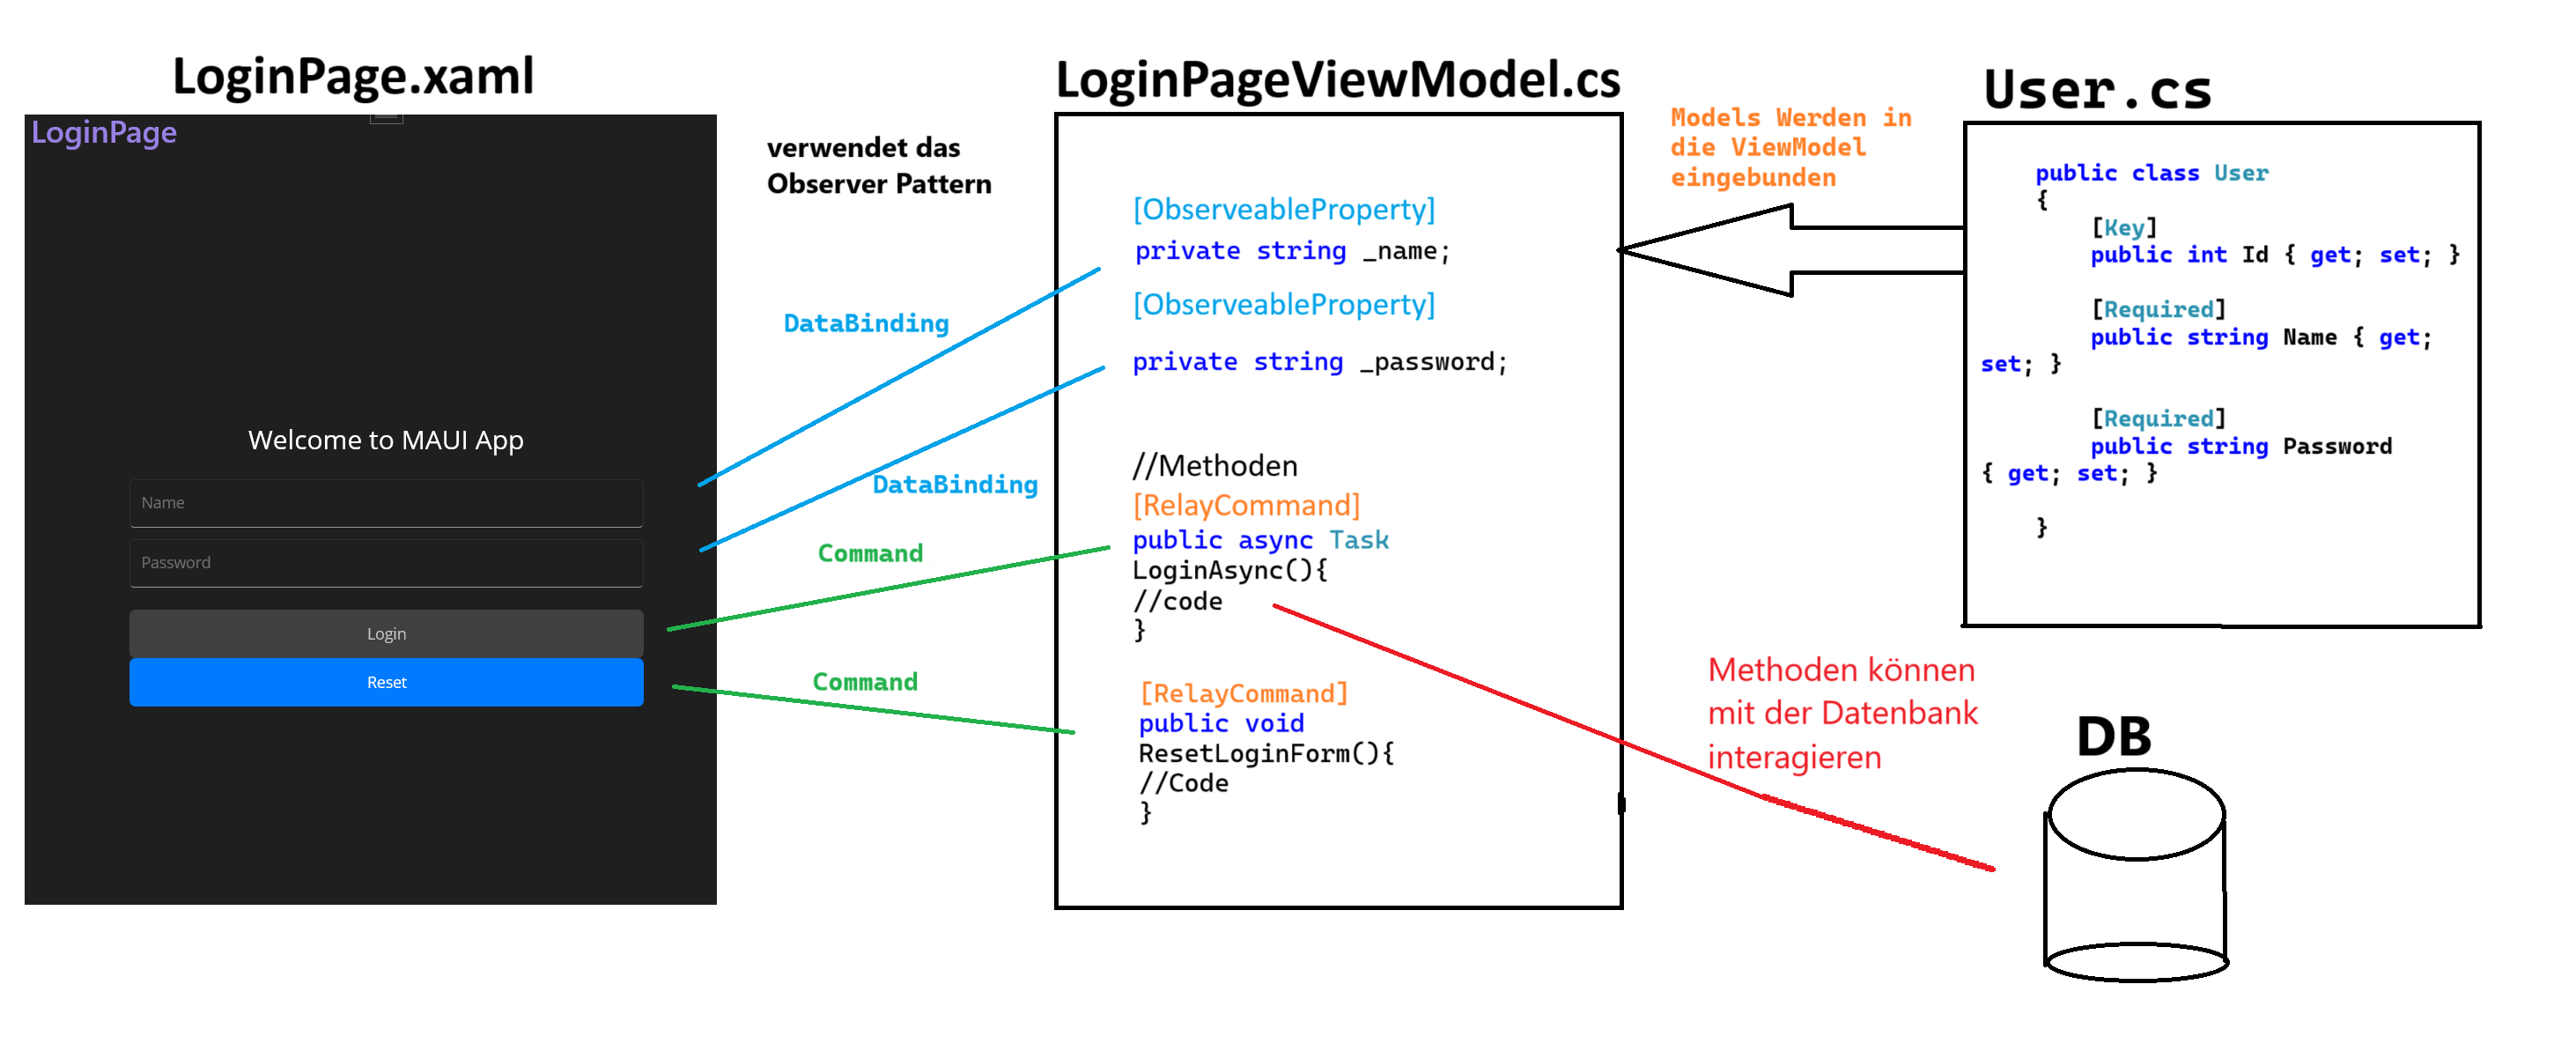 LoginPage.xaml
LoginPage
Welcome to MAUI App
Name
Password
Login
Reset
verwendet das
Observer Pattern
DataBinding
DataBinding
Command
Command
LoginPageViewModel.cs
[ObserveableProperty]
private string _name;
[ObserveableProperty]
private string _password;
//Methoden
[RelayCommand]
public async Task
LoginAsync(){
//code
}
[RelayCommand]
public void
ResetLoginForm(){
//Code
}
Models Werden in
die ViewModel
eingebunden
User.cs
public class User
{
[Key]
public int Id { get; set; }
[Required]
public string Name { get;
set; }
[Required]
public string Password
{ get; set; }
}
Methoden können
mit der Datenbank
interagieren
DB